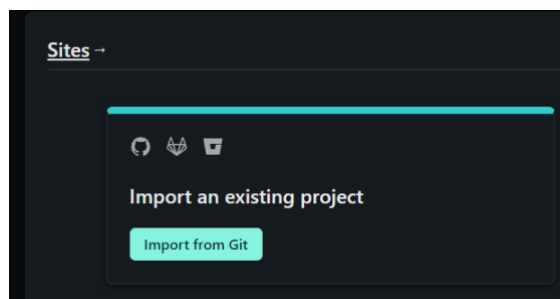 Sites →
Import an existing project
Import from Git